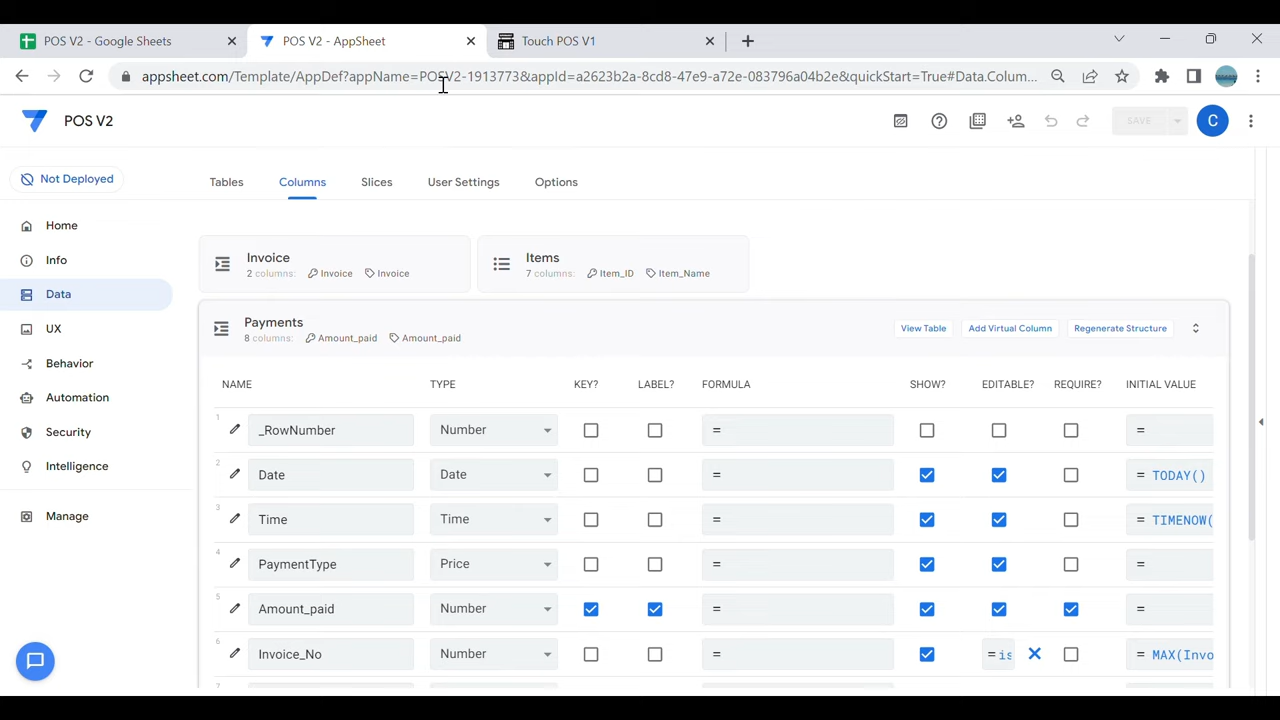 POS V2 - Google Sheets
POS V2 - AppSheet
Touch POS V1
appsheet.com/Template/AppDef?appName=POSV2-1913773&appId=a2623b2a-8cd8-47e9-a72e-083796a04b2e&quickStart=True#Data.Colum...
POS V2
SAVE
C
Not Deployed
Tables Columns Slices User Settings Options
Home
Info
Data
UX
Behavior
Automation
Security
Intelligence
Manage
Invoice
2 columns: Invoice Invoice
Items
7 columns: Item_ID Item_Name
Payments
8 columns: Amount_paid Amount_paid
View Table Add Virtual Column Regenerate Structure
NAME TYPE KEY? LABEL? FORMULA SHOW? EDITABLE? REQUIRE? INITIAL VALUE
1 _RowNumber Number = =
2 Date Date = = TODAY()
3 Time Time = = TIMENOW(
4 PaymentType Price = =
5 Amount_paid Number = =
6 Invoice_No Number = = is = MAX(Invo
7